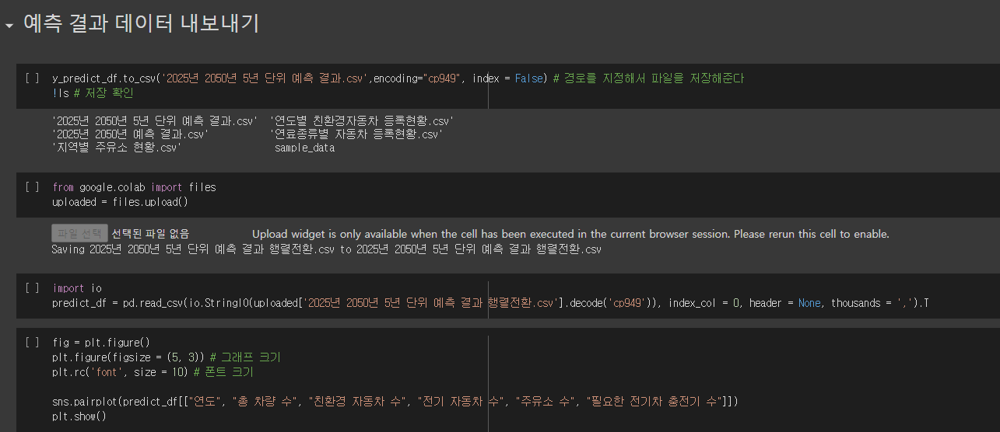 예측 결과 데이터 내보내기
[ ] y_predict_df.to_csv('2025년 2050년 5년 단위 예측 결과.csv',encoding="cp949", index = False) # 경로를 지정해서 파일을 저장해준다
!ls # 저장 확인
'2025년 2050년 5년 단위 예측 결과.csv' '연도별 친환경자동차 등록현황.csv'
'2025년 2050년 예측 결과.csv' '연료종류별 자동차 등록현황.csv'
'지역별 주유소 현황.csv' sample_data
[ ] from google.colab import files
uploaded = files.upload()
파일 선택 선택된 파일 없음 Upload widget is only available when the cell has been executed in the current browser session. Please rerun this cell to enable.
Saving 2025년 2050년 5년 단위 예측 결과 행렬전환.csv to 2025년 2050년 5년 단위 예측 결과 행렬전환.csv
[ ] import io
predict_df = pd.read_csv(io.StringIO(uploaded['2025년 2050년 5년 단위 예측 결과 행렬전환.csv'].decode('cp949')), index_col = 0, header = None, thousands = ',').T
[ ] fig = plt.figure()
plt.figure(figsize = (5, 3)) # 그래프 크기
plt.rc('font', size = 10) # 폰트 크기
sns.pairplot(predict_df[["연도", "총 차량 수", "친환경 자동차 수", "전기 자동차 수", "주유소 수", "필요한 전기차 충전기 수"]])
plt.show()